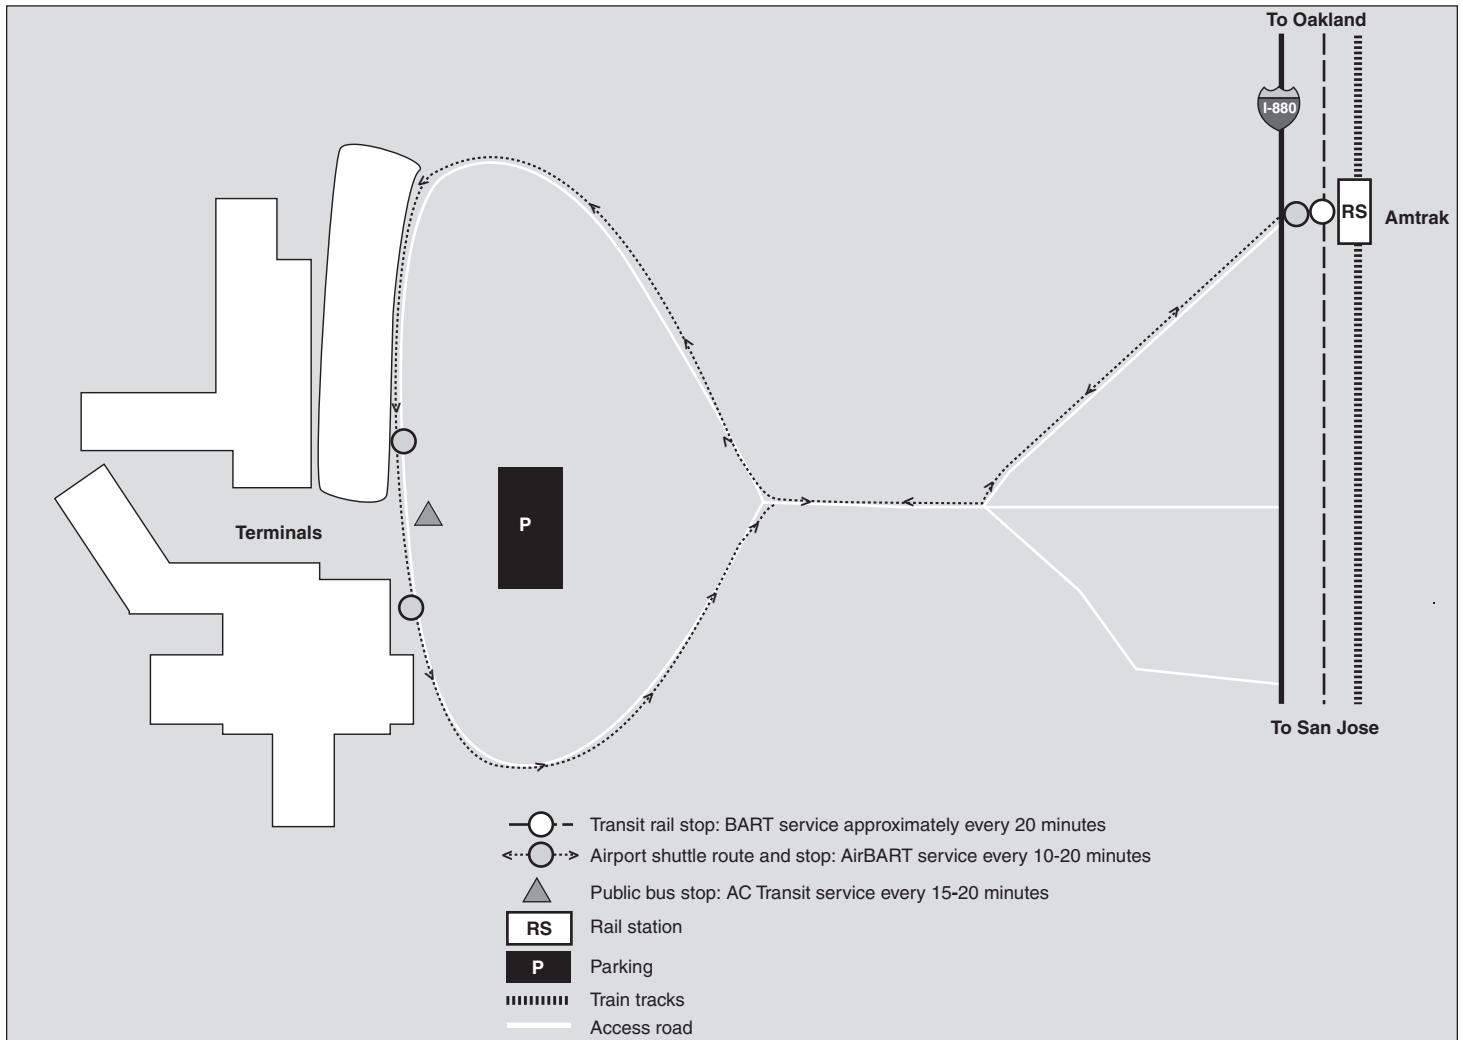 To Oakland
I-880
RS
Amtrak
P
Terminals
To San Jose
Transit rail stop: BART service approximately every 20 minutes
Airport shuttle route and stop: AirBART service every 10-20 minutes
Public bus stop: AC Transit service every 15-20 minutes
RS Rail station
P Parking
Train tracks
Access road